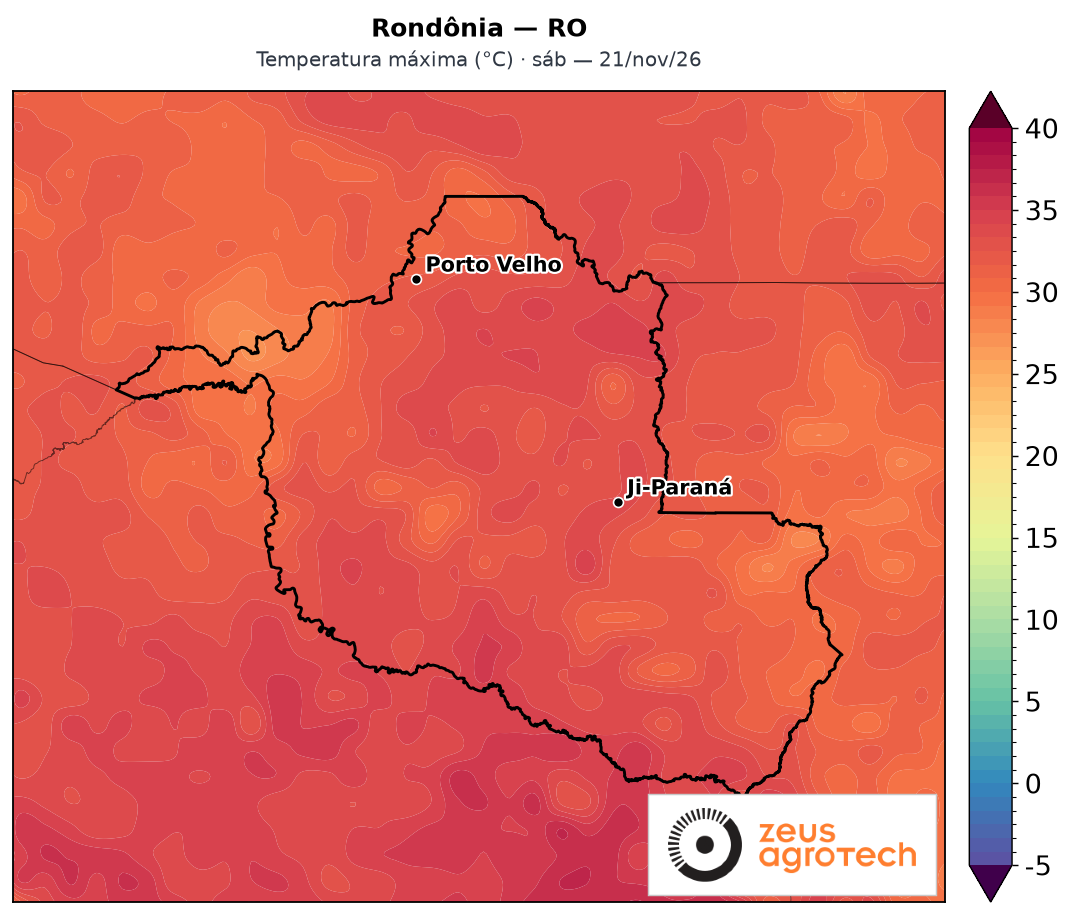 Rondônia — RO
Temperatura máxima (°C) · sáb — 21/nov/26
Porto Velho
Ji-Paraná
40
35
30
25
20
15
10
5
0
-5
zeus
agrotech